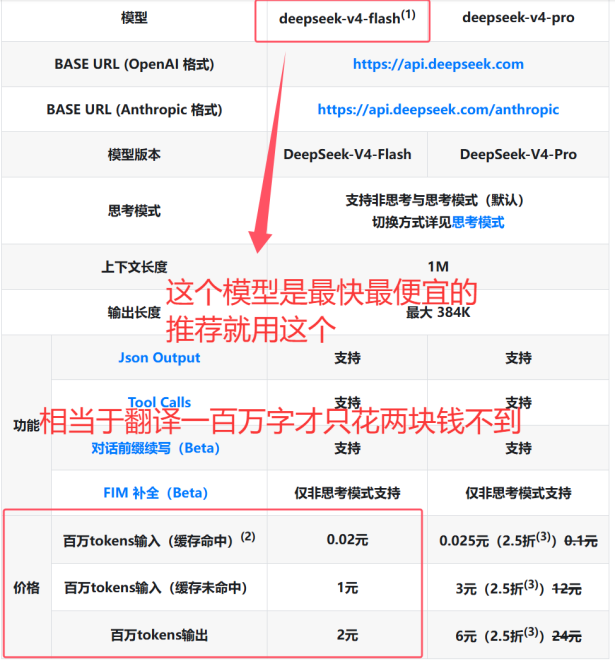 模型 deepseek-v4-flash(1) deepseek-v4-pro
BASE URL (OpenAI 格式) https://api.deepseek.com
BASE URL (Anthropic 格式) https://api.deepseek.com/anthropic
模型版本 DeepSeek-V4-Flash DeepSeek-V4-Pro
思考模式 支持非思考与思考模式（默认）
切换方式详见思考模式
上下文长度 1M
这个模型是最快最便宜的
推荐就用这个
输出长度 最大 384K
功能
Json Output 支持 支持
Tool Calls 支持 支持
相当于翻译一百万字才只花两块钱不到
对话前缀续写（Beta） 支持 支持
FIM 补全（Beta） 仅非思考模式支持 仅非思考模式支持
价格
百万tokens输入（缓存命中）(2) 0.02元 0.025元（2.5折(3)）0.1元
百万tokens输入（缓存未命中） 1元 3元（2.5折(3)）12元
百万tokens输出 2元 6元（2.5折(3)）24元